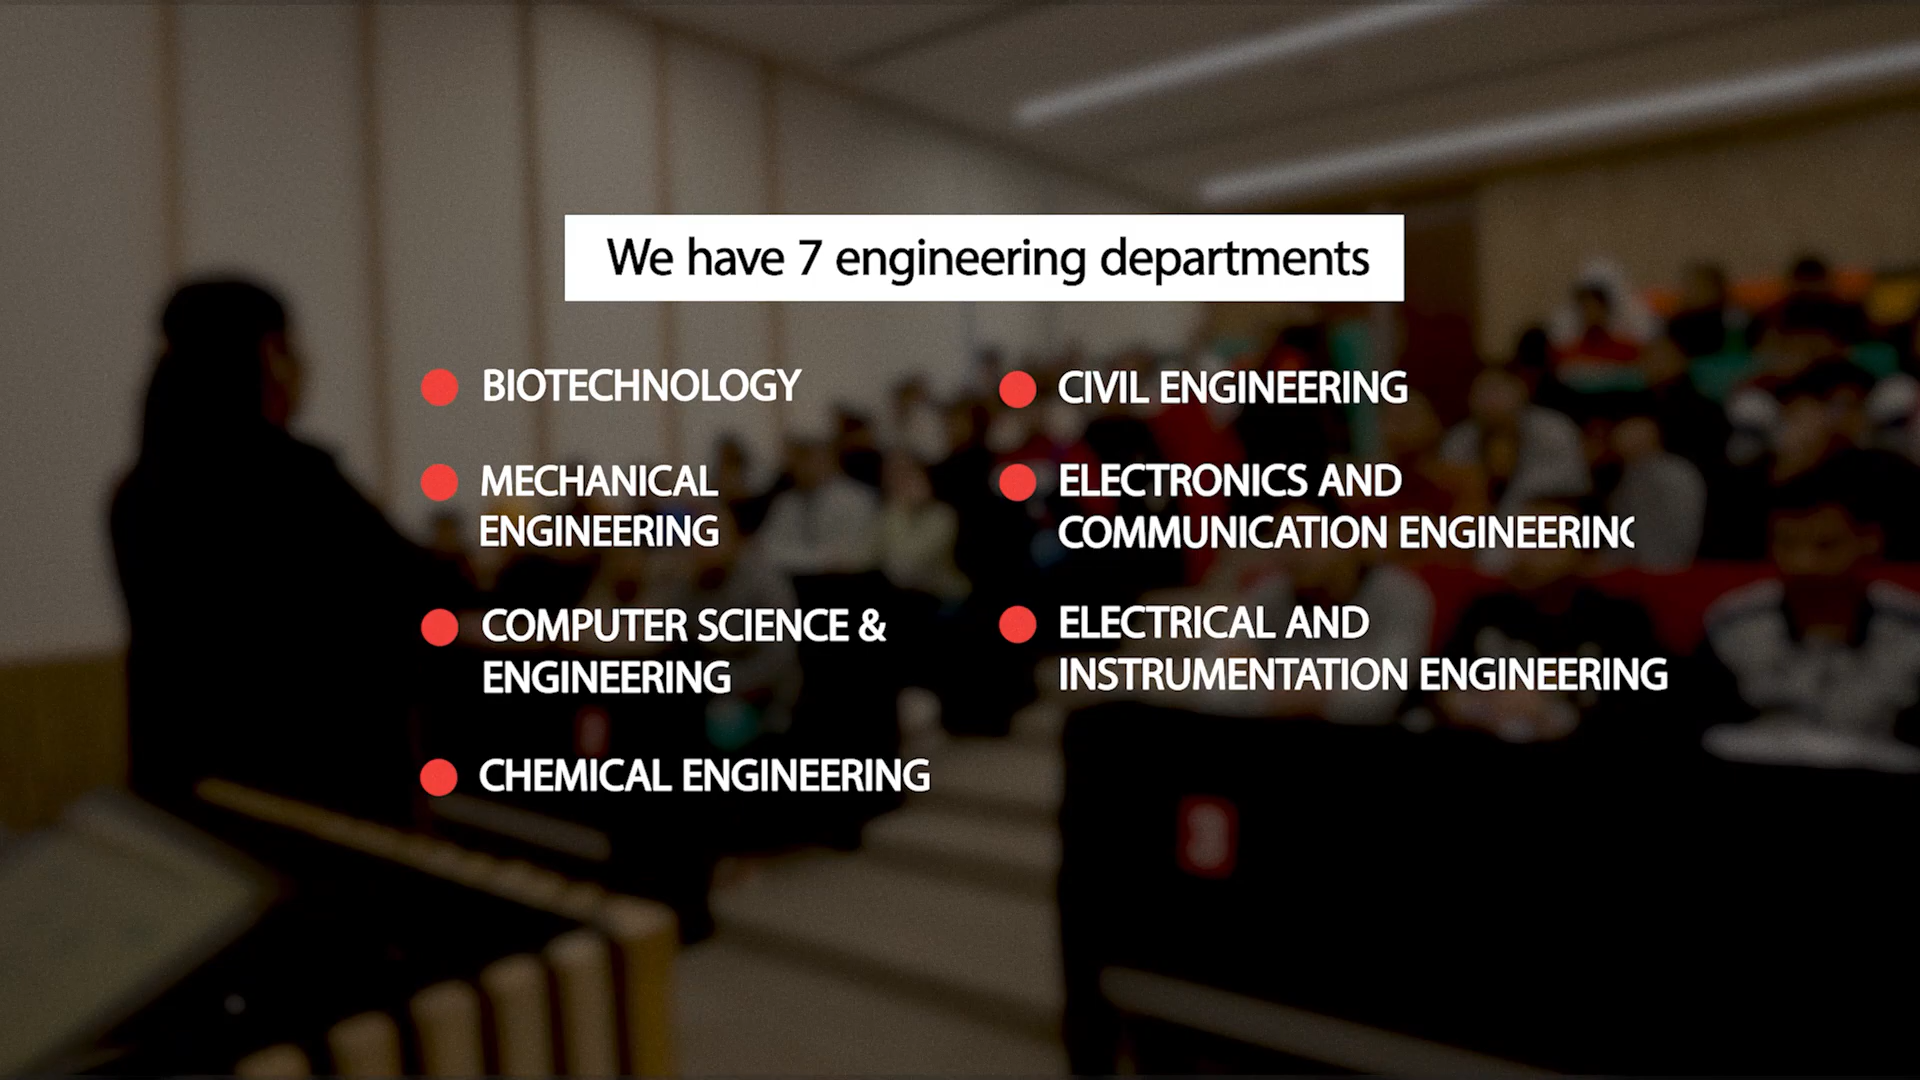 We have 7 engineering departments
BIOTECHNOLOGY
MECHANICAL
ENGINEERING
COMPUTER SCIENCE &
ENGINEERING
CHEMICAL ENGINEERING
CIVIL ENGINEERING
ELECTRONICS AND
COMMUNICATION ENGINEERING
ELECTRICAL AND
INSTRUMENTATION ENGINEERING